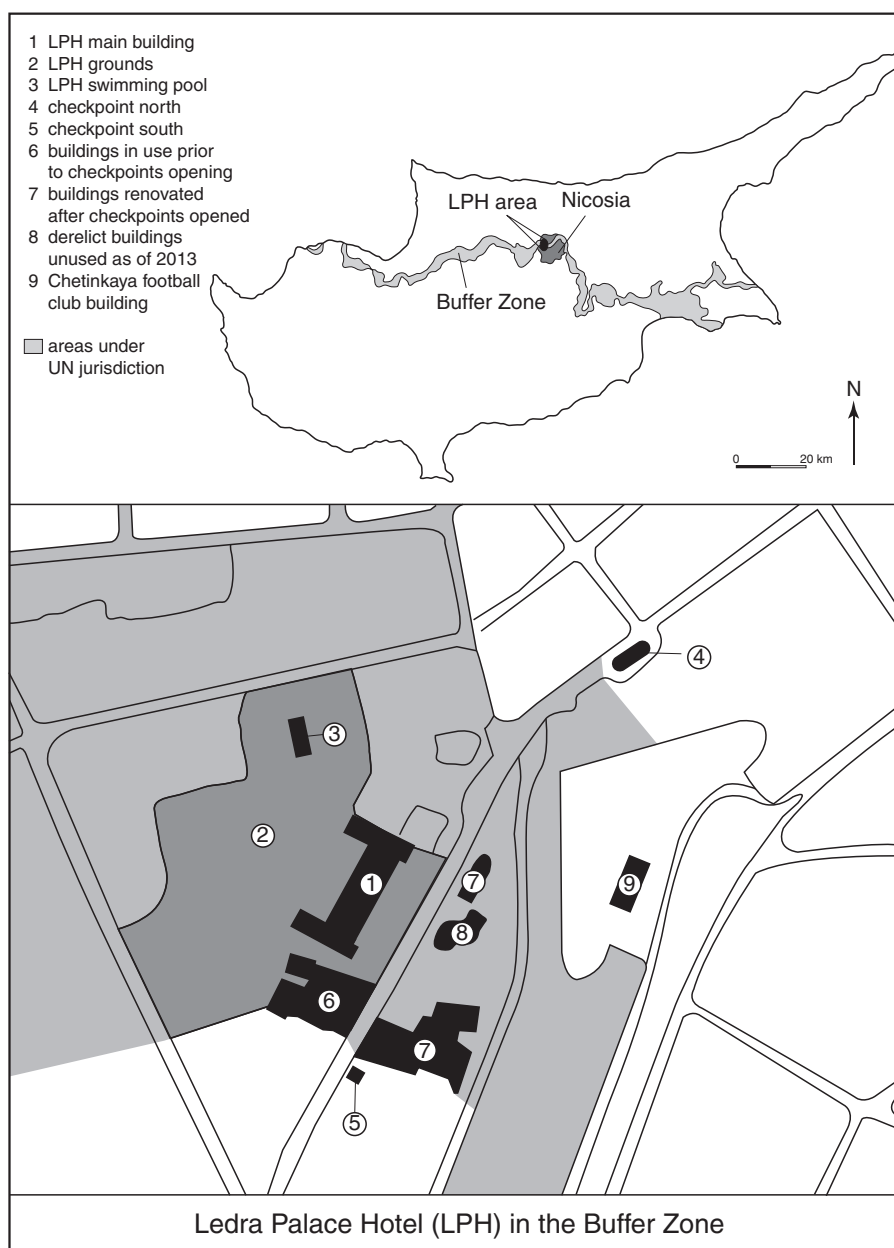 1 LPH main building
2 LPH grounds
3 LPH swimming pool
4 checkpoint north
5 checkpoint south
6 buildings in use prior
to checkpoints opening
7 buildings renovated
after checkpoints opened
8 derelict buildings
unused as of 2013
9 Chetinkaya football
club building
areas under
UN jurisdiction
LPH area
Nicosia
Buffer Zone
N
0 20 km
4
3
2
1
7
9
8
6
7
5
Ledra Palace Hotel (LPH) in the Buffer Zone